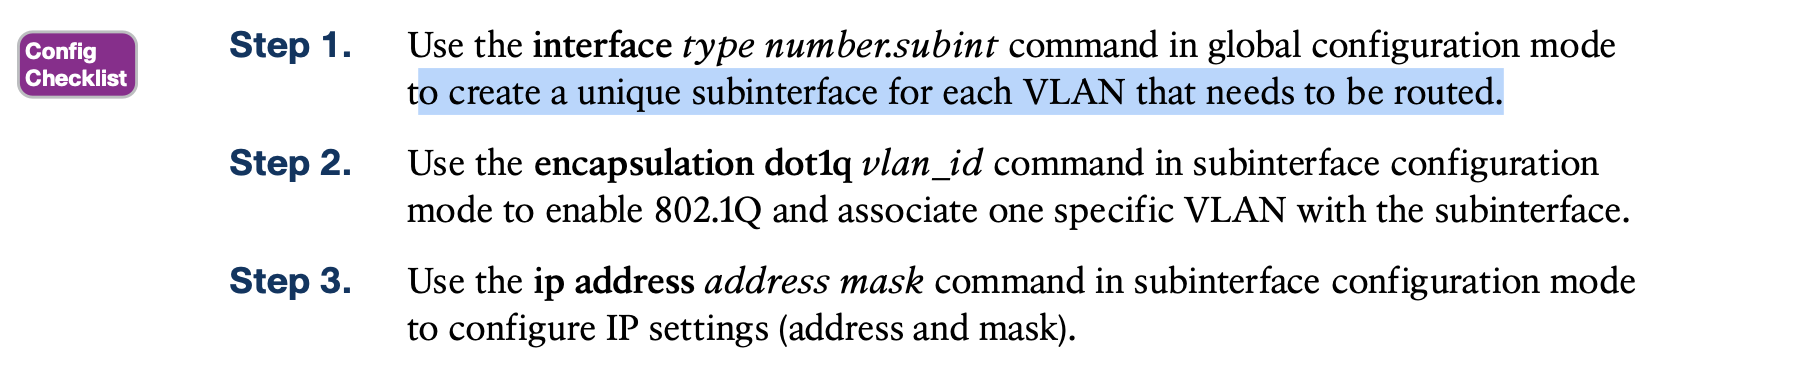 Config
Checklist
Step 1. Use the interface type number.subint command in global configuration mode
to create a unique subinterface for each VLAN that needs to be routed.
Step 2. Use the encapsulation dot1q vlan_id command in subinterface configuration
mode to enable 802.1Q and associate one specific VLAN with the subinterface.
Step 3. Use the ip address address mask command in subinterface configuration mode
to configure IP settings (address and mask).